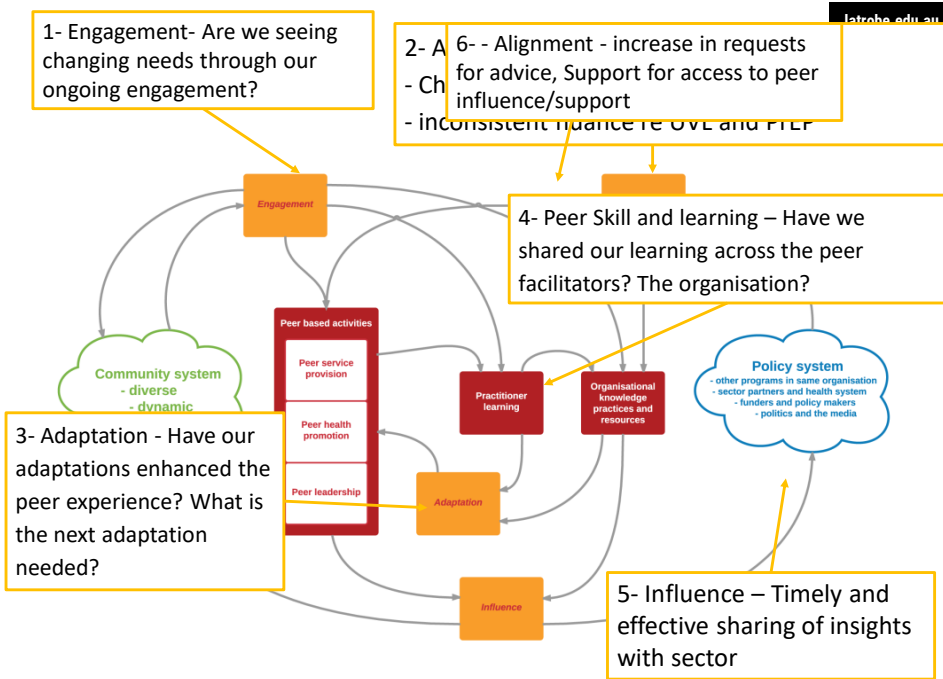 latrobe.edu.au
1- Engagement- Are we seeing
changing needs through our
ongoing engagement?
2- A
- Ch
- inconsistent nuance re UVL and PrEP
6- - Alignment - increase in requests
for advice, Support for access to peer
influence/support
Engagement
4- Peer Skill and learning – Have we
shared our learning across the peer
facilitators? The organisation?
Peer based activities
Peer service
provision
Peer health
promotion
Peer leadership
Community system
- diverse
- dynamic
Practitioner
learning
Organisational
knowledge
practices and
resources
Policy system
- other programs in same organisation
- sector partners and health system
- funders and policy makers
- politics and the media
3- Adaptation - Have our
adaptations enhanced the
peer experience? What is
the next adaptation
needed?
Adaptation
Influence
5- Influence – Timely and
effective sharing of insights
with sector